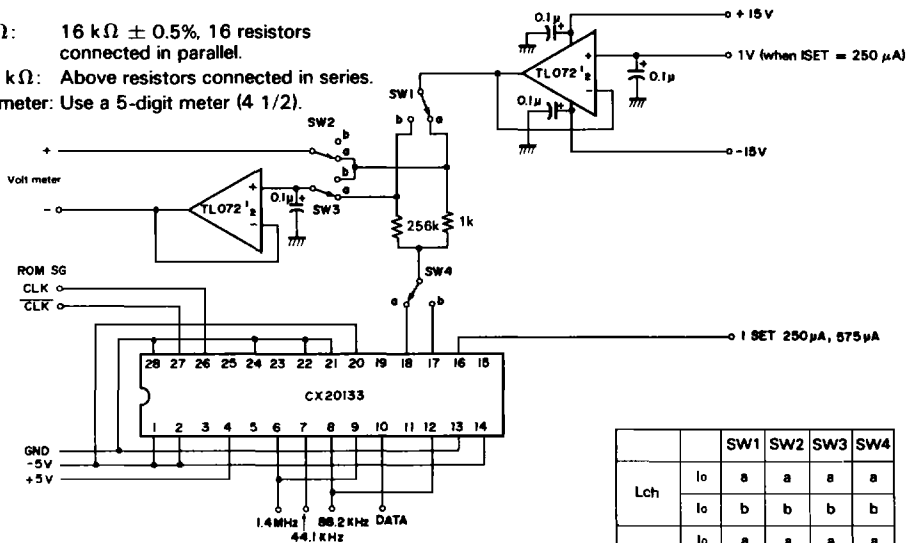 Ω: 16 kΩ ± 0.5%, 16 resistors
connected in parallel.
kΩ: Above resistors connected in series.
meter: Use a 5-digit meter (4 1/2).
0.1μ
+
+15V
+
TL072 1/2
−
1V (when ISET = 250 μA)
+
0.1μ
0.1μ
+
-15V
SW1
b
a
SW2
b
a
b
a
SW3
+
Volt meter
-
TL072 1/2
+
−
0.1μ
+
256k
1k
SW4
a
b
ROM SG
CLK
CLK
I SET 250μA, 575μA
28 27 26 25 24 23 22 21 20 19 18 17 16 15
CX20133
1 2 3 4 5 6 7 8 9 10 11 12 13 14
GND
-5V
+5V
1.4MHz
44.1KHz
88.2KHz
DATA
SW1 SW2 SW3 SW4
Lch
Io a a a a
Io b b b b
Io a a a a